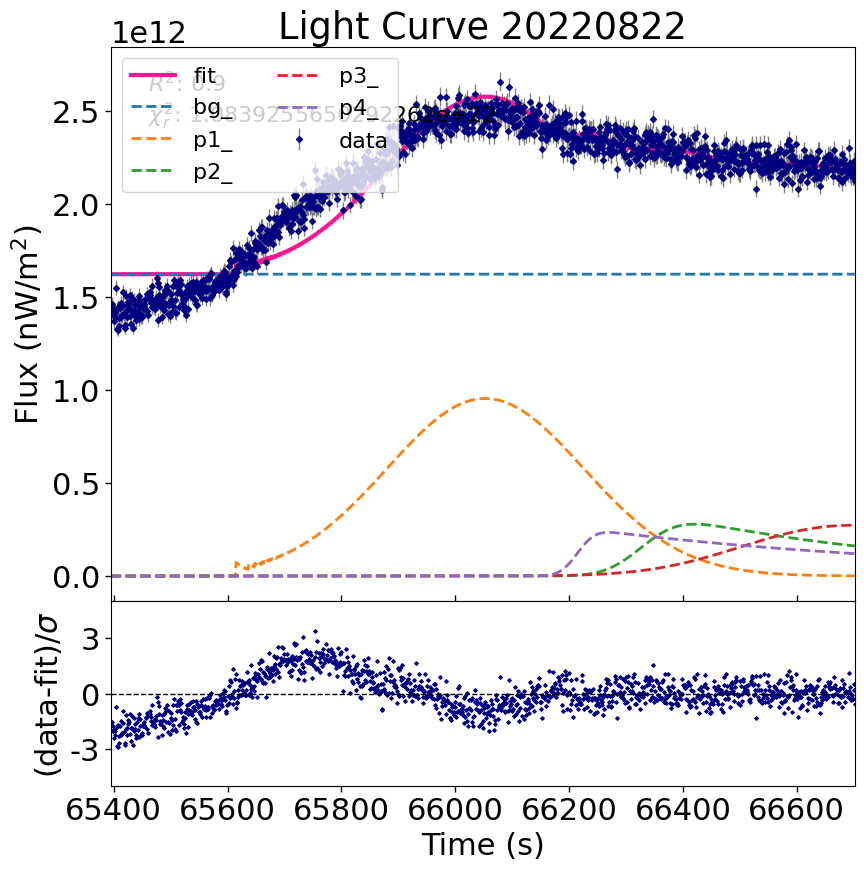 Light Curve 20220822
1e12
fit
bg_
p1_
p2_
p3_
p4_
data
R²: 0.9
Flux (nW/m²)
2.5
2.0
1.5
1.0
0.5
0.0
(data-fit)/σ
3
0
-3
65400 65600 65800 66000 66200 66400 66600
Time (s)